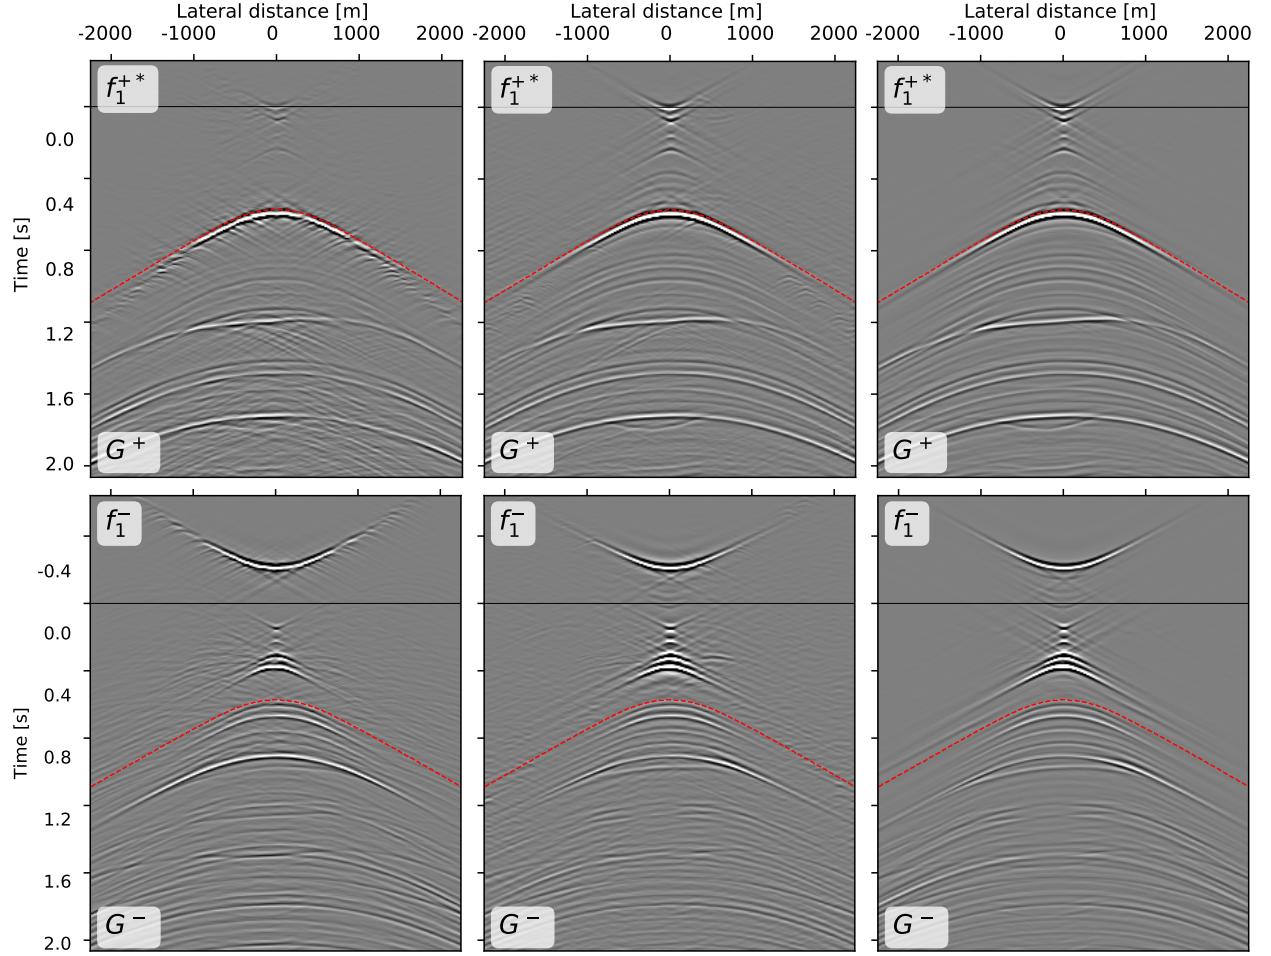 Lateral distance [m] Lateral distance [m] Lateral distance [m]
-2000 -1000 0 1000 2000 -2000 -1000 0 1000 2000 -2000 -1000 0 1000 2000
f₁⁺* f₁⁺* f₁⁺*
0.0
0.4
Time [s]
0.8
1.2
1.6
G⁺ G⁺ G⁺
2.0
f₁⁻ f₁⁻ f₁⁻
-0.4
0.0
0.4
Time [s]
0.8
1.2
1.6
G⁻ G⁻ G⁻
2.0